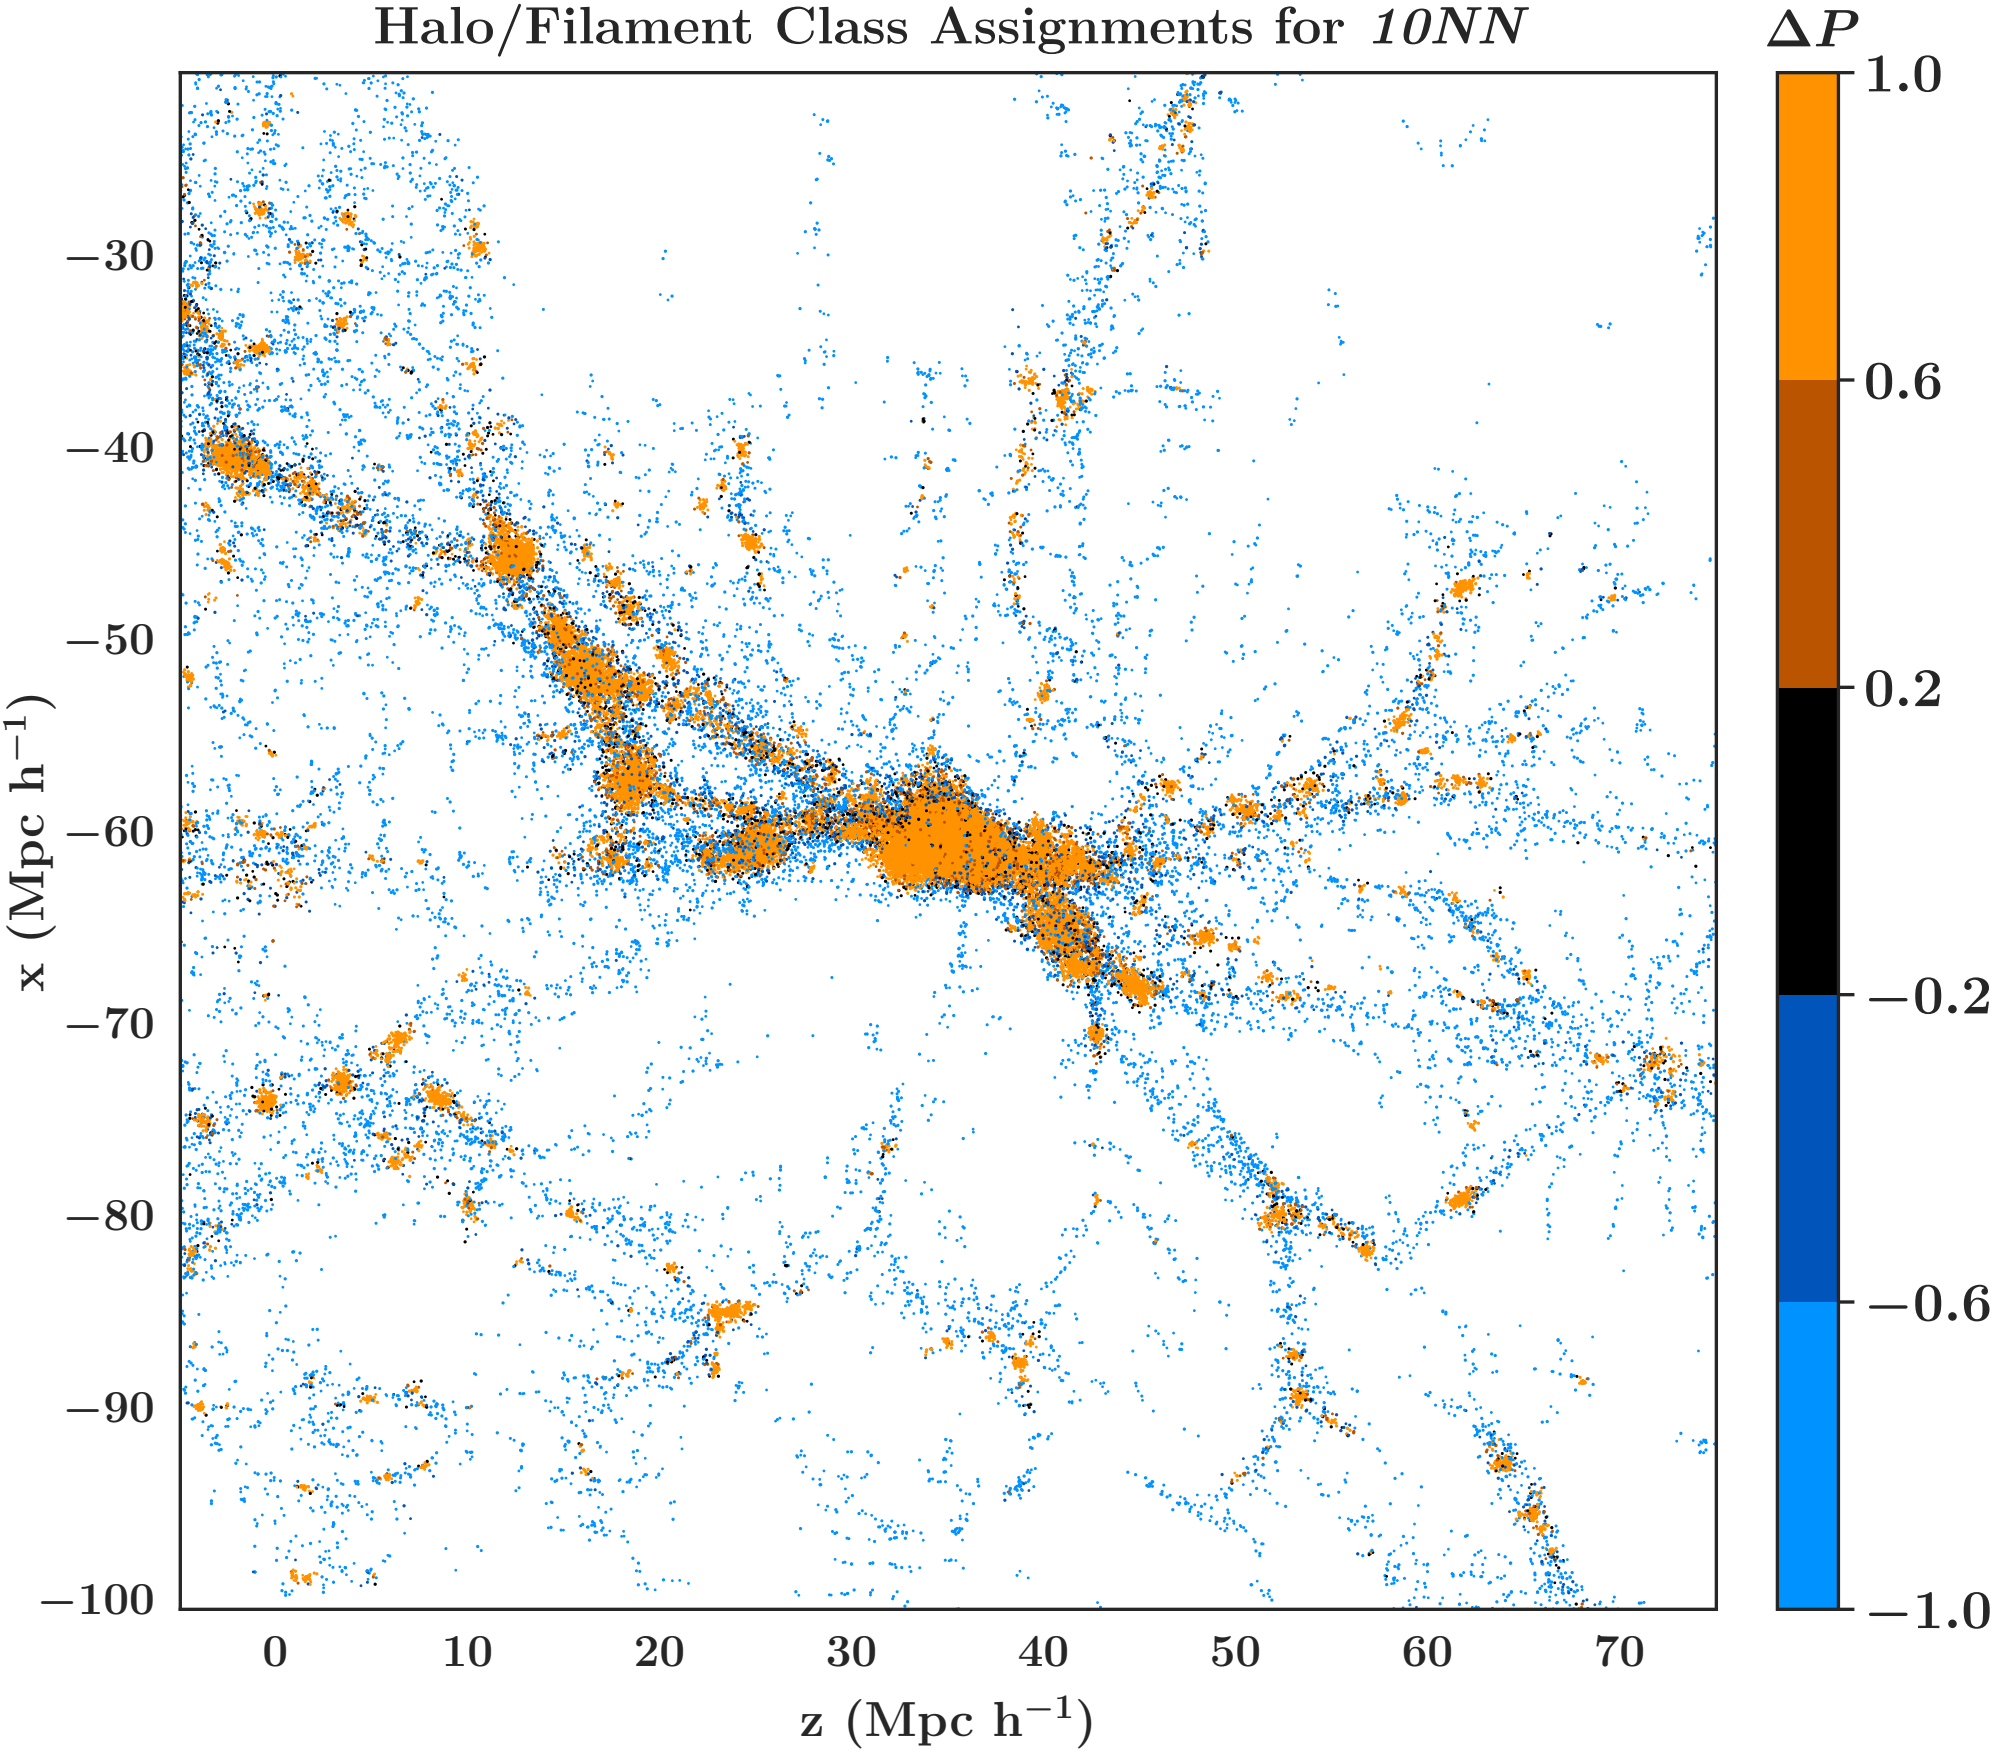 Halo/Filament Class Assignments for 10NN
ΔP
1.0
0.6
0.2
−0.2
−0.6
−1.0
x (Mpc h⁻¹)
−30
−40
−50
−60
−70
−80
−90
−100
0 10 20 30 40 50 60 70
z (Mpc h⁻¹)